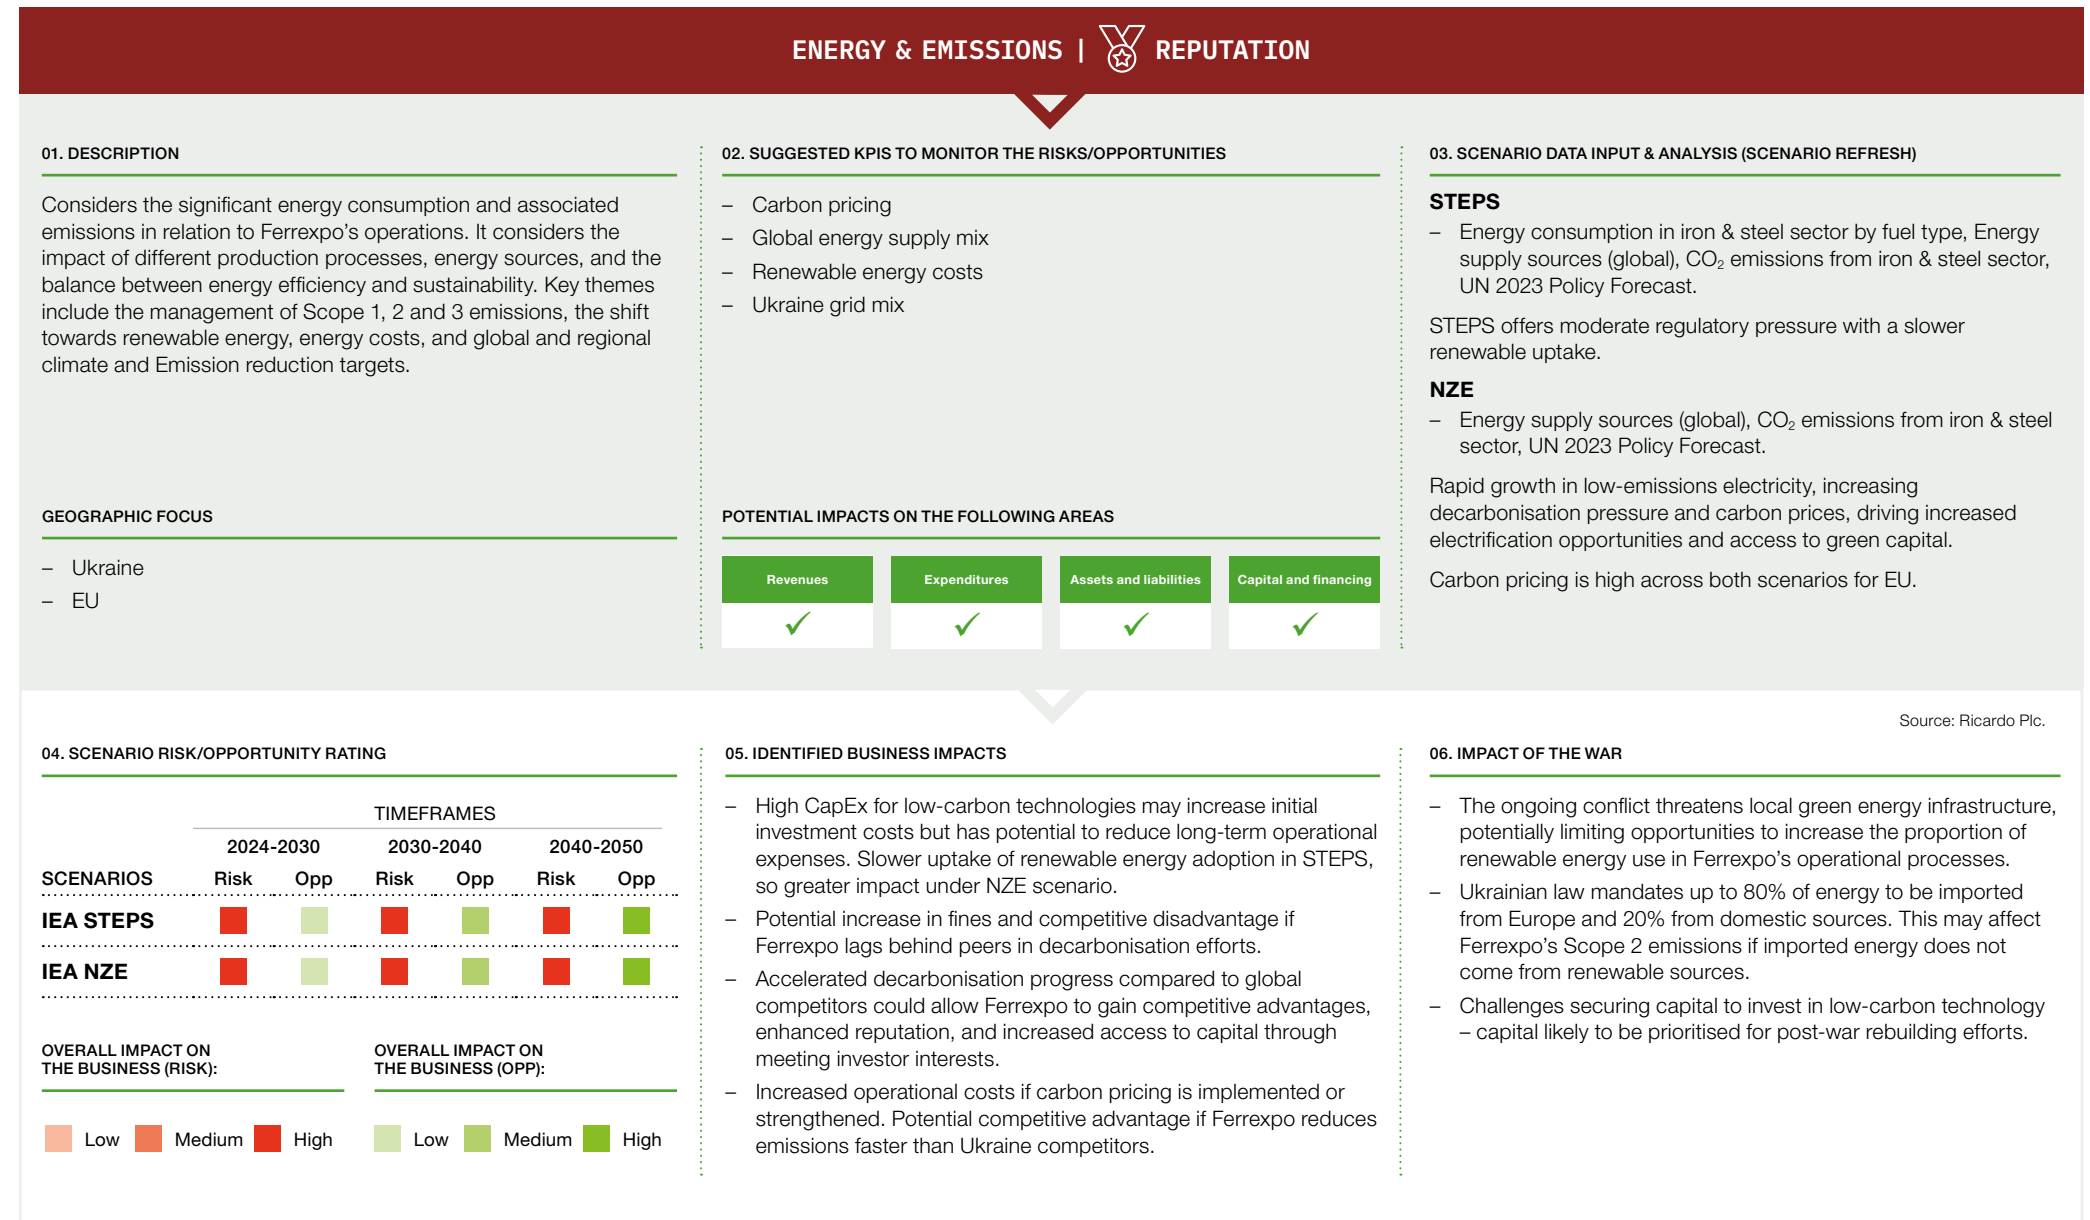 ENERGY & EMISSIONS | REPUTATION
01. DESCRIPTION
Considers the significant energy consumption and associated
emissions in relation to Ferrexpo's operations. It considers the
impact of different production processes, energy sources, and the
balance between energy efficiency and sustainability. Key themes
include the management of Scope 1, 2 and 3 emissions, the shift
towards renewable energy, energy costs, and global and regional
climate and Emission reduction targets.
GEOGRAPHIC FOCUS
– Ukraine
– EU
02. SUGGESTED KPIS TO MONITOR THE RISKS/OPPORTUNITIES
– Carbon pricing
– Global energy supply mix
– Renewable energy costs
– Ukraine grid mix
POTENTIAL IMPACTS ON THE FOLLOWING AREAS
Revenues Expenditures Assets and liabilities Capital and financing
✓ ✓ ✓ ✓
03. SCENARIO DATA INPUT & ANALYSIS (SCENARIO REFRESH)
STEPS
– Energy consumption in iron & steel sector by fuel type, Energy
supply sources (global), CO₂ emissions from iron & steel sector,
UN 2023 Policy Forecast.
STEPS offers moderate regulatory pressure with a slower
renewable uptake.
NZE
– Energy supply sources (global), CO₂ emissions from iron & steel
sector, UN 2023 Policy Forecast.
Rapid growth in low-emissions electricity, increasing
decarbonisation pressure and carbon prices, driving increased
electrification opportunities and access to green capital.
Carbon pricing is high across both scenarios for EU.
Source: Ricardo Plc.
04. SCENARIO RISK/OPPORTUNITY RATING
TIMEFRAMES
2024-2030 2030-2040 2040-2050
SCENARIOS Risk Opp Risk Opp Risk Opp
IEA STEPS
IEA NZE
OVERALL IMPACT ON
THE BUSINESS (RISK):
Low Medium High
OVERALL IMPACT ON
THE BUSINESS (OPP):
Low Medium High
05. IDENTIFIED BUSINESS IMPACTS
– High CapEx for low-carbon technologies may increase initial
investment costs but has potential to reduce long-term operational
expenses. Slower uptake of renewable energy adoption in STEPS,
so greater impact under NZE scenario.
– Potential increase in fines and competitive disadvantage if
Ferrexpo lags behind peers in decarbonisation efforts.
– Accelerated decarbonisation progress compared to global
competitors could allow Ferrexpo to gain competitive advantages,
enhanced reputation, and increased access to capital through
meeting investor interests.
– Increased operational costs if carbon pricing is implemented or
strengthened. Potential competitive advantage if Ferrexpo reduces
emissions faster than Ukraine competitors.
06. IMPACT OF THE WAR
– The ongoing conflict threatens local green energy infrastructure,
potentially limiting opportunities to increase the proportion of
renewable energy use in Ferrexpo's operational processes.
– Ukrainian law mandates up to 80% of energy to be imported
from Europe and 20% from domestic sources. This may affect
Ferrexpo's Scope 2 emissions if imported energy does not
come from renewable sources.
– Challenges securing capital to invest in low-carbon technology
– capital likely to be prioritised for post-war rebuilding efforts.